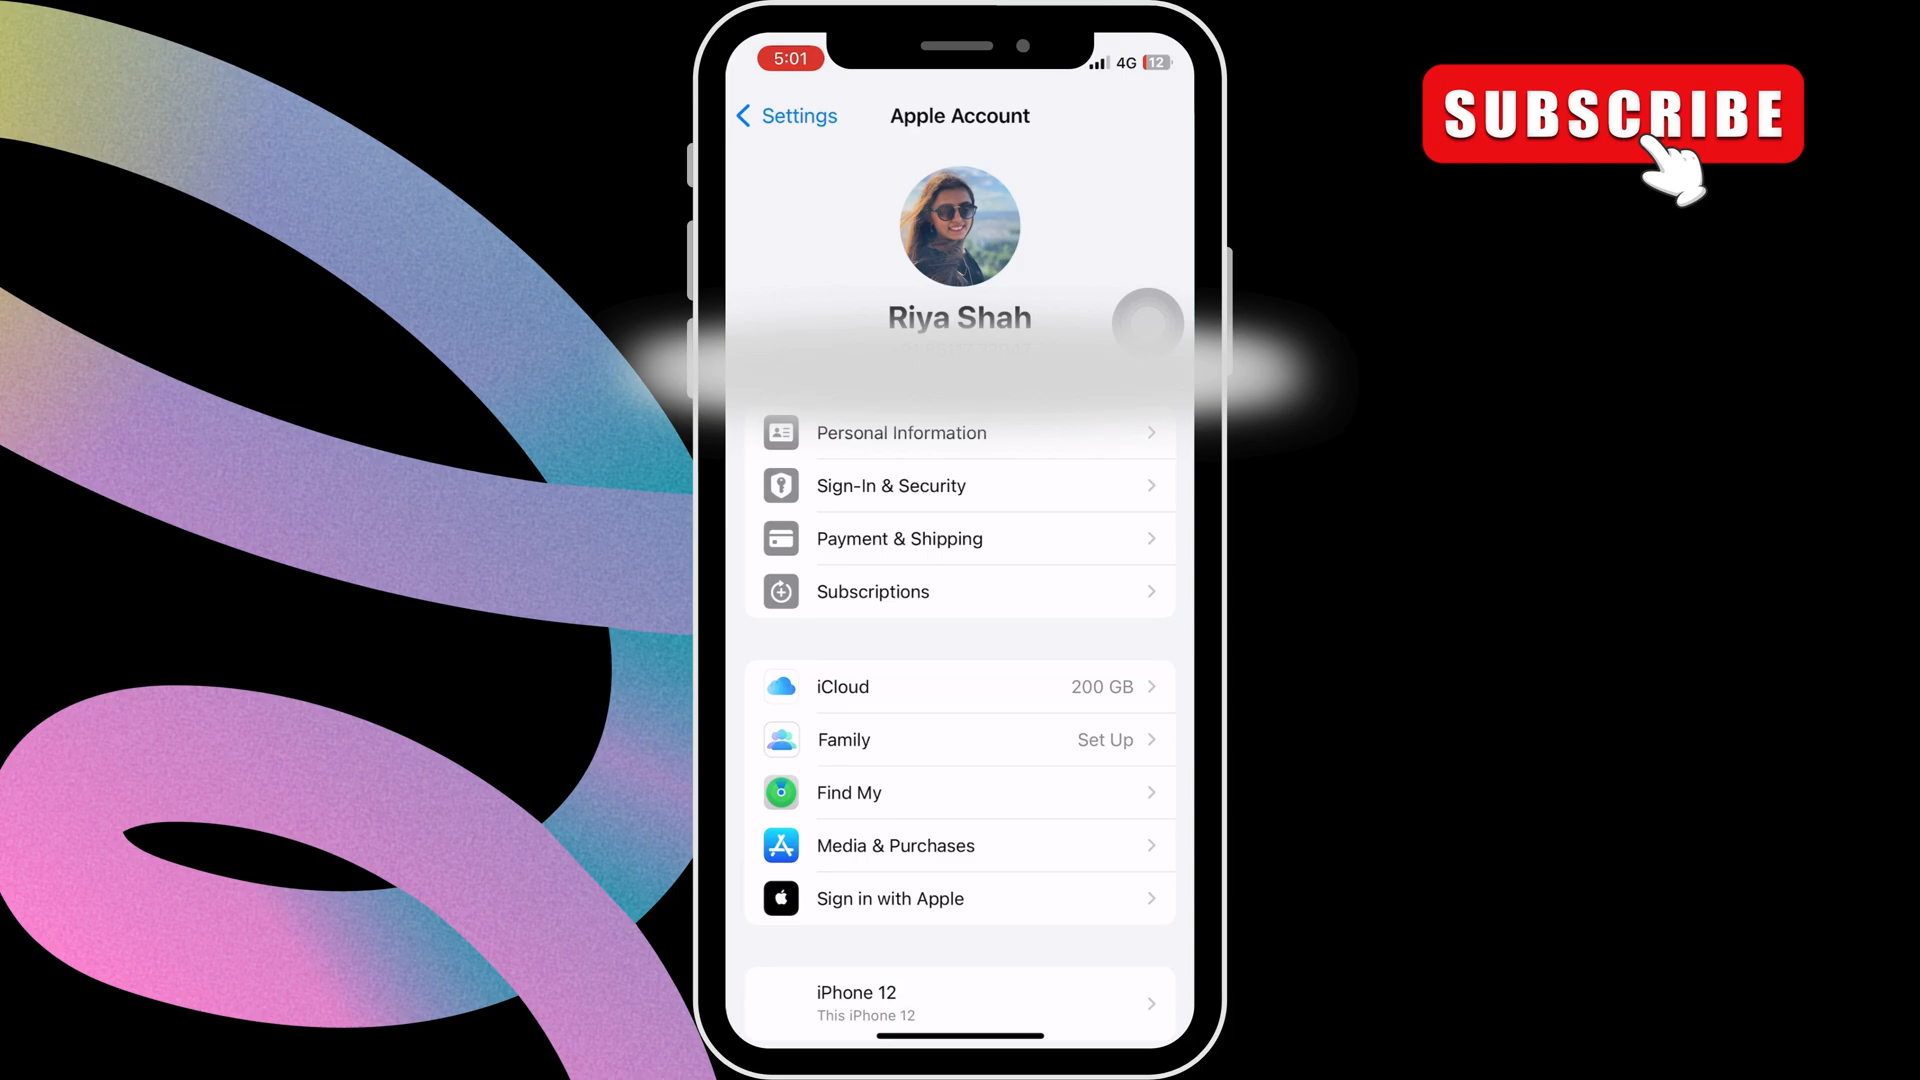 5:01
4G 12
Settings
Apple Account
SUBSCRIBE
Riya Shah
Personal Information
Sign-In & Security
Payment & Shipping
Subscriptions
iCloud 200 GB
Family Set Up
Find My
Media & Purchases
Sign in with Apple
iPhone 12
This iPhone 12